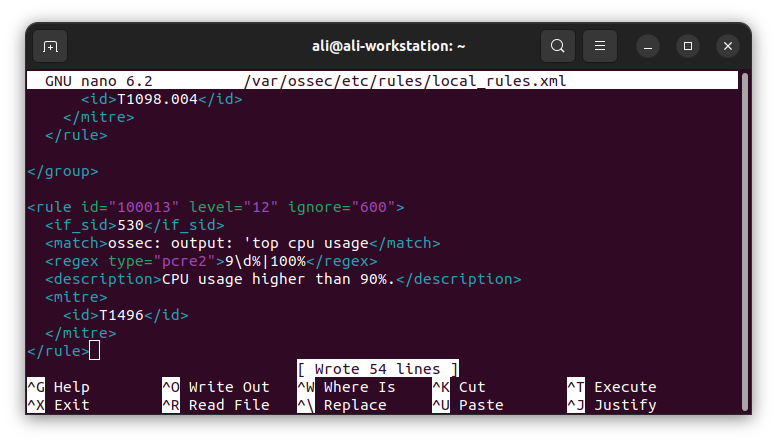 ali@ali-workstation: ~
GNU nano 6.2 /var/ossec/etc/rules/local_rules.xml
<id>T1098.004</id>
</mitre>
</rule>
</group>
<rule id="100013" level="12" ignore="600">
<if_sid>530</if_sid>
<match>ossec: output: 'top cpu usage</match>
<regex type="pcre2">9\d%|100%</regex>
<description>CPU usage higher than 90%.</description>
<mitre>
<id>T1496</id>
</mitre>
</rule>
[ Wrote 54 lines ]
^G Help ^O Write Out ^W Where Is ^K Cut ^T Execute
^X Exit ^R Read File ^\ Replace ^U Paste ^J Justify